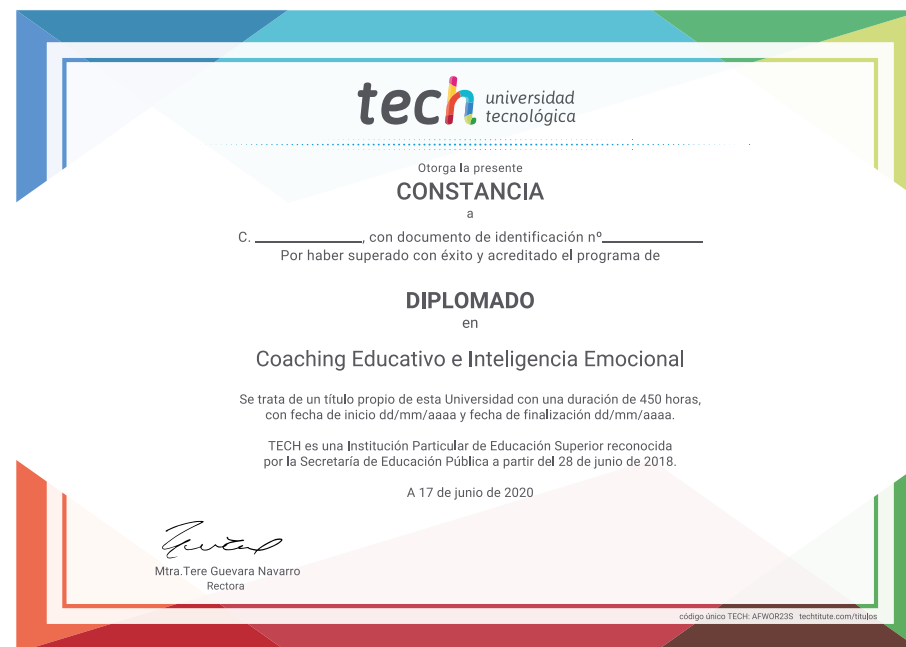 tech universidad
tecnológica
Otorga la presente
CONSTANCIA
a
C. ______________, con documento de identificación nº______________
Por haber superado con éxito y acreditado el programa de
DIPLOMADO
en
Coaching Educativo e Inteligencia Emocional
Se trata de un título propio de esta Universidad con una duración de 450 horas,
con fecha de inicio dd/mm/aaaa y fecha de finalización dd/mm/aaaa.
TECH es una Institución Particular de Educación Superior reconocida
por la Secretaría de Educación Pública a partir del 28 de junio de 2018.
A 17 de junio de 2020
Mtra.Tere Guevara Navarro
Rectora
código único TECH: AFWOR23S techtitute.com/titulos